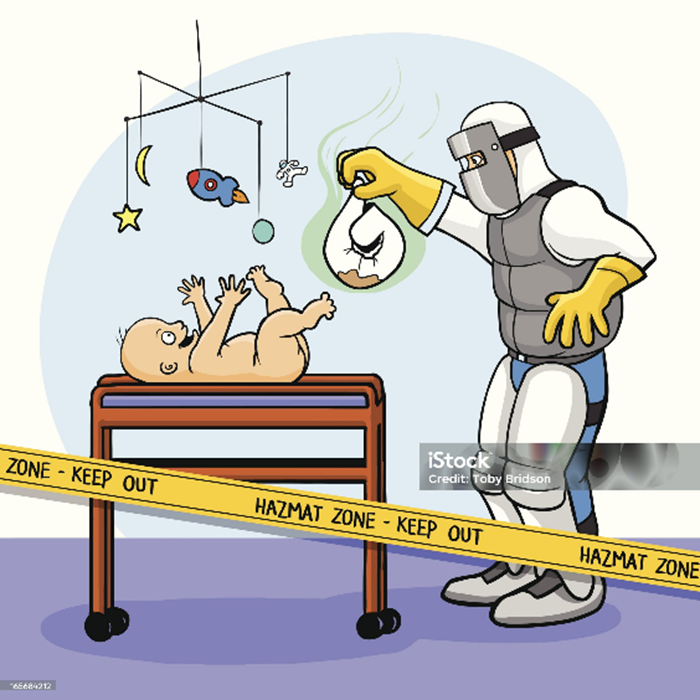 iStock
Credit: Toby Bridson
ZONE - KEEP OUT
HAZMAT ZONE - KEEP OUT
HAZMAT ZONE
165684212